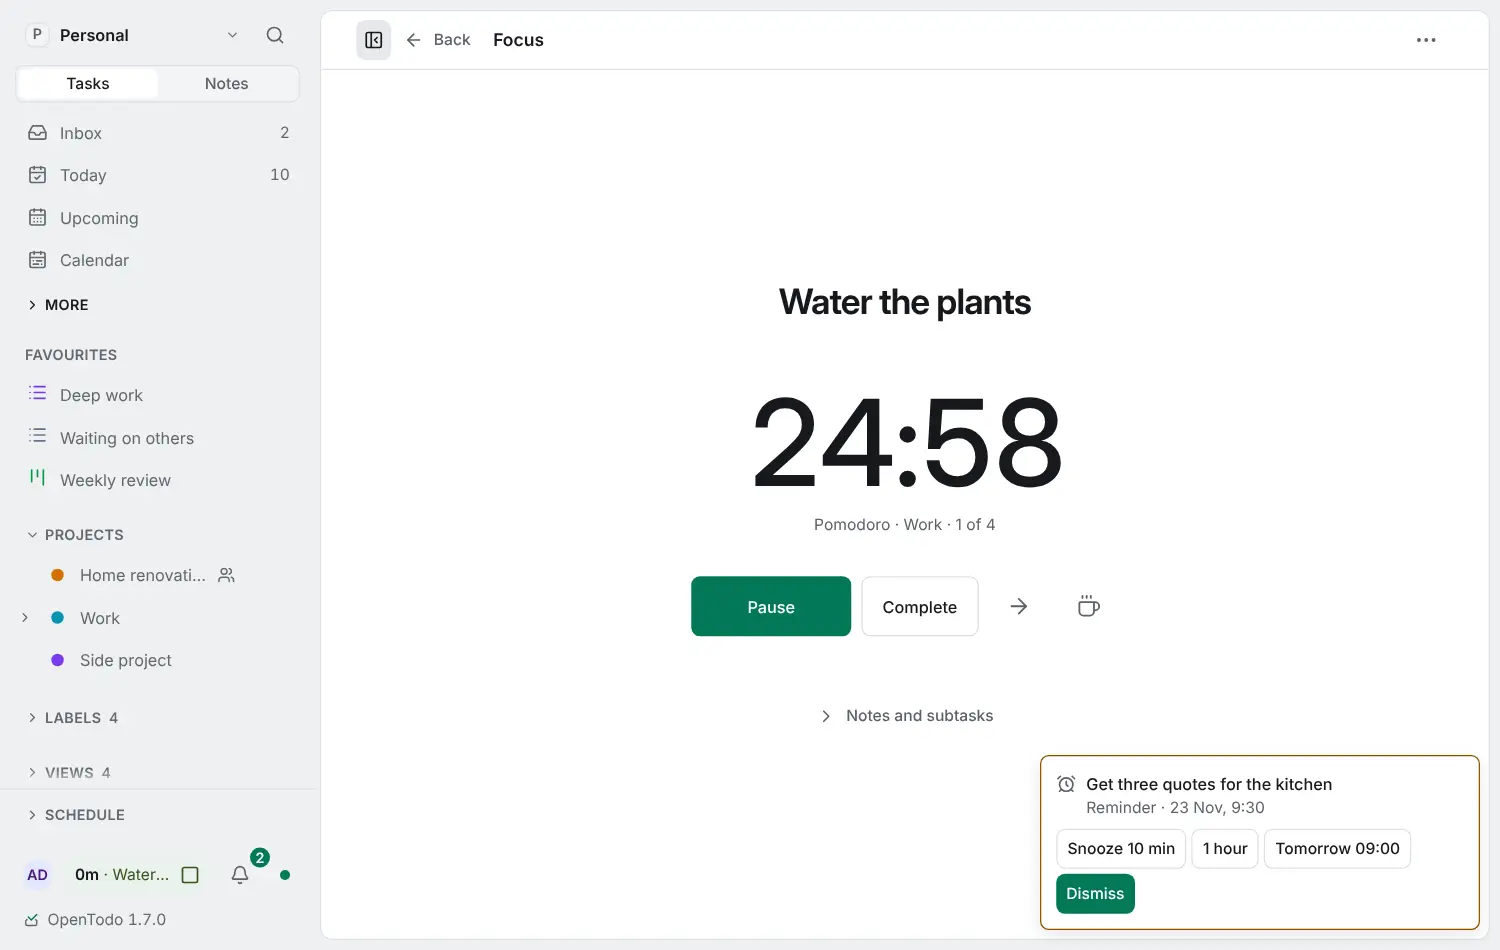 P Personal
Tasks Notes
Inbox 2
Today 10
Upcoming
Calendar
MORE
FAVOURITES
Deep work
Waiting on others
Weekly review
PROJECTS
Home renovati...
Work
Side project
LABELS 4
VIEWS 4
SCHEDULE
AD 0m · Water... 2
OpenTodo 1.7.0
Back Focus
Water the plants
24:58
Pomodoro · Work · 1 of 4
Pause Complete
Notes and subtasks
Get three quotes for the kitchen
Reminder · 23 Nov, 9:30
Snooze 10 min 1 hour Tomorrow 09:00
Dismiss